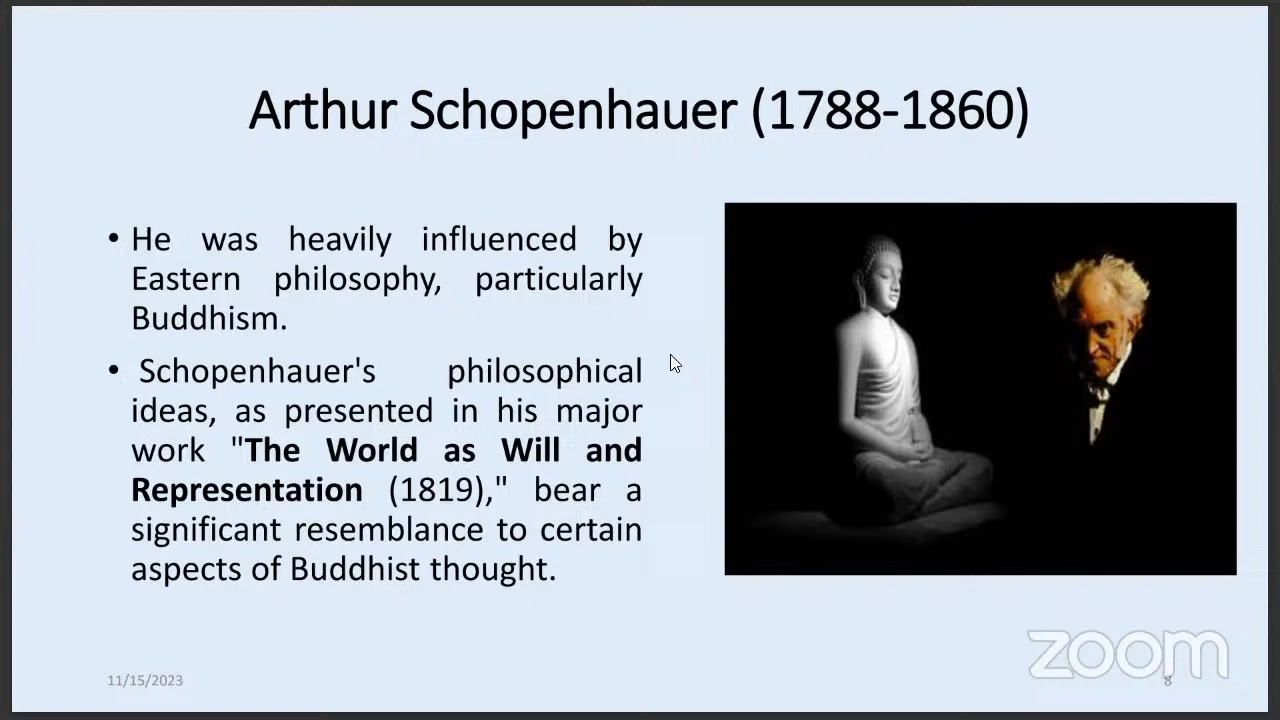 Arthur Schopenhauer (1788-1860)
• He was heavily influenced by
Eastern philosophy, particularly
Buddhism.
• Schopenhauer's philosophical
ideas, as presented in his major
work "The World as Will and
Representation (1819)," bear a
significant resemblance to certain
aspects of Buddhist thought.
zoom
11/15/2023
8